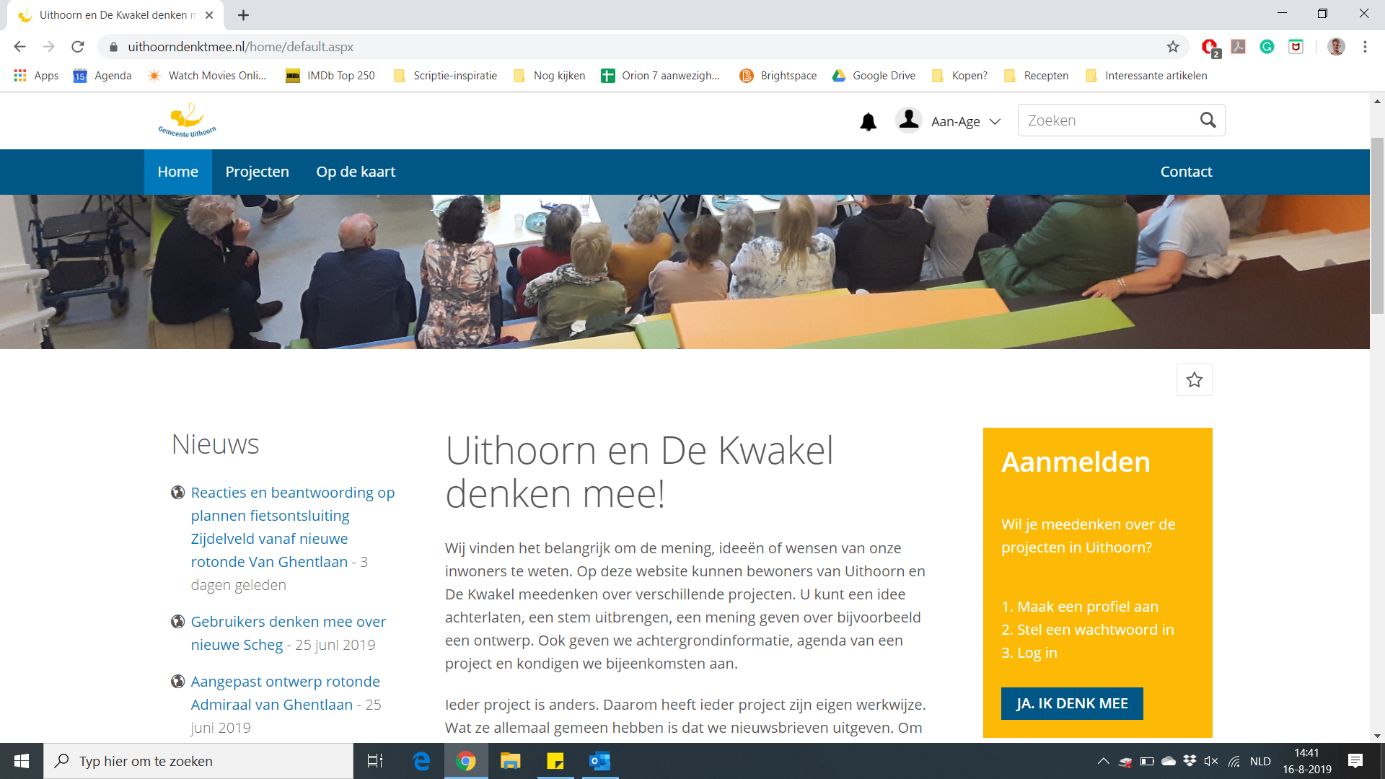 Uithoorn en De Kwakel denken m
uithoorndenktmee.nl/home/default.aspx
2
Apps
15 Agenda
Watch Movies Onli...
IMDb IMDb Top 250
Scriptie-inspiratie
Nog kijken
Orion 7 aanwezigh...
Brightspace
Google Drive
Kopen?
Recepten
Interessante artikelen
Gemeente Uithoorn
Aan-Age
Zoeken
Home
Projecten
Op de kaart
Contact
Nieuws
Reacties en beantwoording op
plannen fietsontsluiting
Zijdelveld vanaf nieuwe
rotonde Van Ghentlaan - 3
dagen geleden
Gebruikers denken mee over
nieuwe Scheg - 25 juni 2019
Aangepast ontwerp rotonde
Admiraal van Ghentlaan - 25
juni 2019
Uithoorn en De Kwakel
denken mee!
Wij vinden het belangrijk om de mening, ideeën of wensen van onze
inwoners te weten. Op deze website kunnen bewoners van Uithoorn en
De Kwakel meedenken over verschillende projecten. U kunt een idee
achterlaten, een stem uitbrengen, een mening geven over bijvoorbeeld
een ontwerp. Ook geven we achtergrondinformatie, agenda van een
project en kondigen we bijeenkomsten aan.
Ieder project is anders. Daarom heeft ieder project zijn eigen werkwijze.
Wat ze allemaal gemeen hebben is dat we nieuwsbrieven uitgeven. Om
Aanmelden
Wil je meedenken over de
projecten in Uithoorn?
1. Maak een profiel aan
2. Stel een wachtwoord in
3. Log in
JA. IK DENK MEE
Typ hier om te zoeken
NLD
14:41
16-8-2019